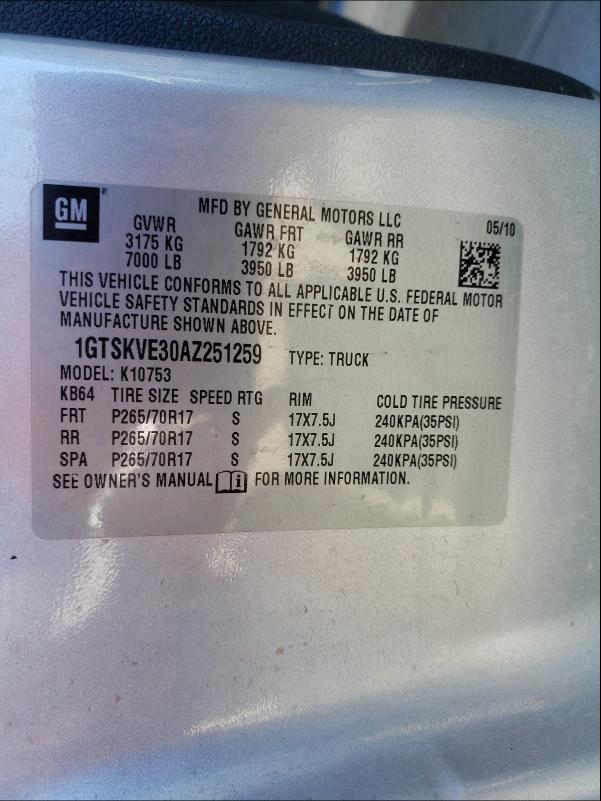 GM ®
MFD BY GENERAL MOTORS LLC 05/10
GVWR GAWR FRT GAWR RR
3175 KG 1792 KG 1792 KG
7000 LB 3950 LB 3950 LB
THIS VEHICLE CONFORMS TO ALL APPLICABLE U.S. FEDERAL MOTOR
VEHICLE SAFETY STANDARDS IN EFFECT ON THE DATE OF
MANUFACTURE SHOWN ABOVE.
1GTSKVE30AZ251259 TYPE: TRUCK
MODEL: K10753
KB64 TIRE SIZE SPEED RTG RIM COLD TIRE PRESSURE
FRT P265/70R17 S 17X7.5J 240KPA(35PSI)
RR P265/70R17 S 17X7.5J 240KPA(35PSI)
SPA P265/70R17 S 17X7.5J 240KPA(35PSI)
SEE OWNER'S MANUAL i FOR MORE INFORMATION.